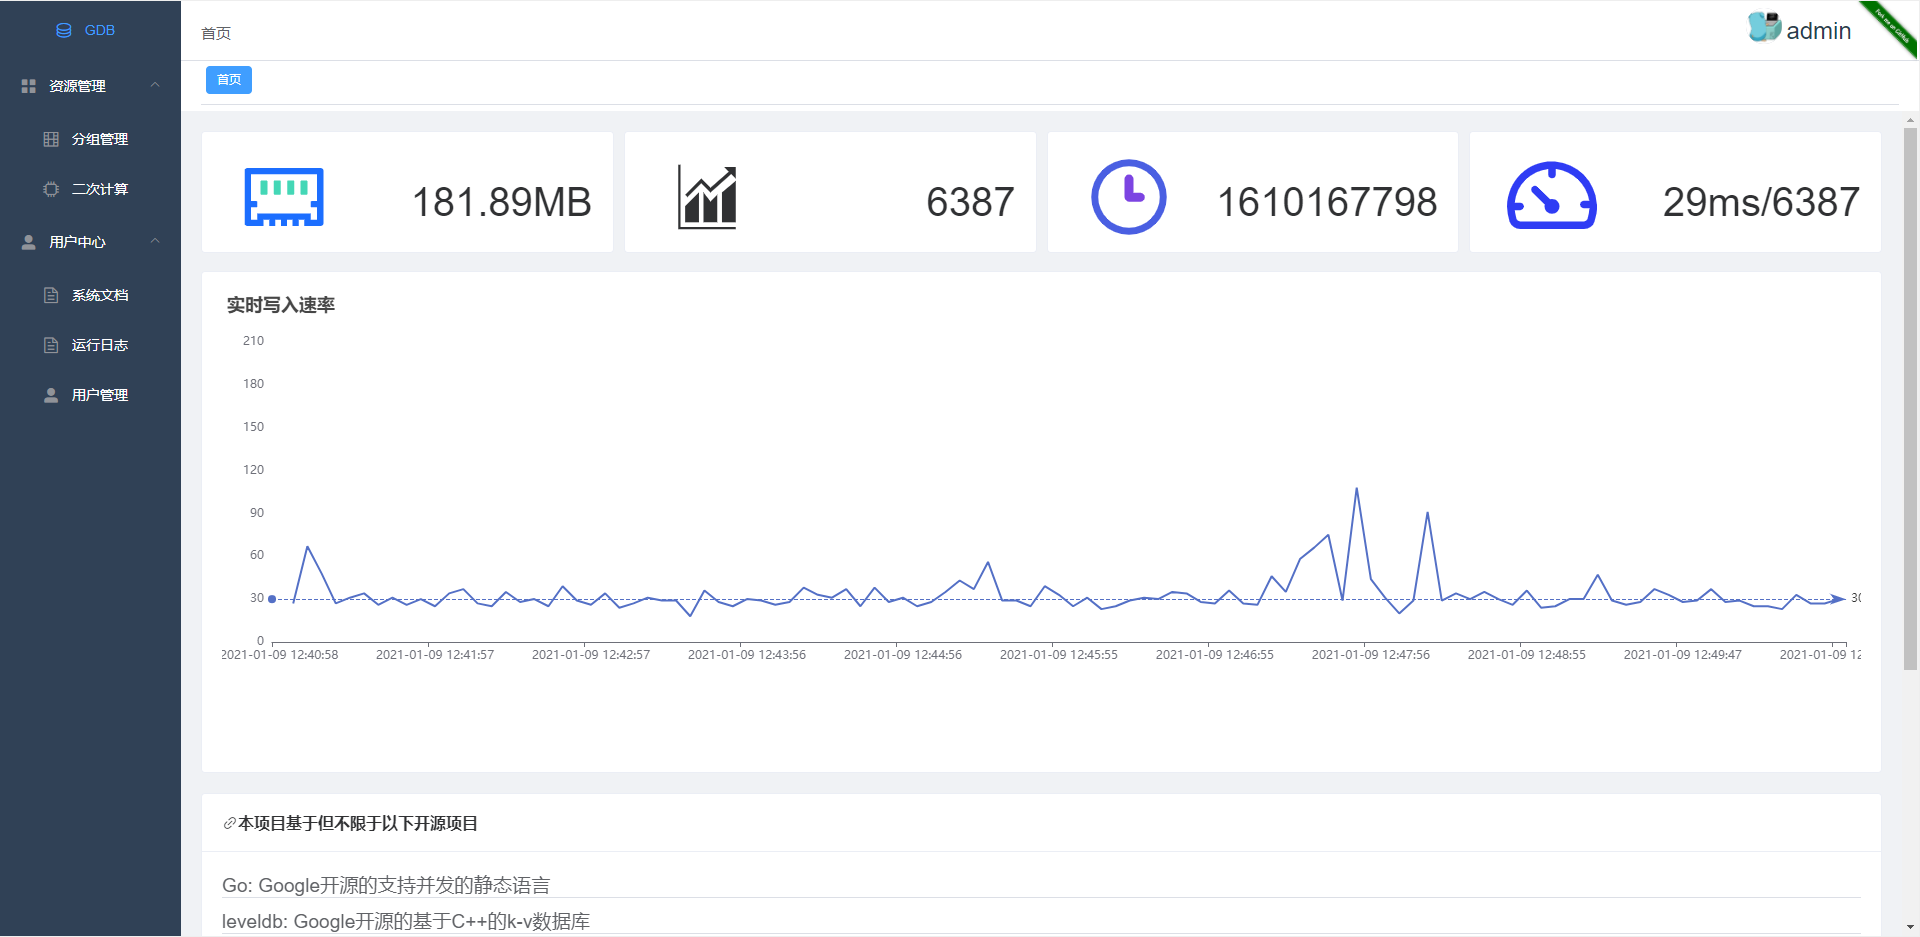 GDB
资源管理
分组管理
二次计算
用户中心
系统文档
运行日志
用户管理
首页
admin
Fork me on GitHub
首页
181.89MB
6387
1610167798
29ms/6387
实时写入速率
210
180
150
120
90
60
30
0
30
2021-01-09 12:40:58
2021-01-09 12:41:57
2021-01-09 12:42:57
2021-01-09 12:43:56
2021-01-09 12:44:56
2021-01-09 12:45:55
2021-01-09 12:46:55
2021-01-09 12:47:56
2021-01-09 12:48:55
2021-01-09 12:49:47
2021-01-09 12
本项目基于但不限于以下开源项目
Go: Google开源的支持并发的静态语言
leveldb: Google开源的基于C++的k-v数据库